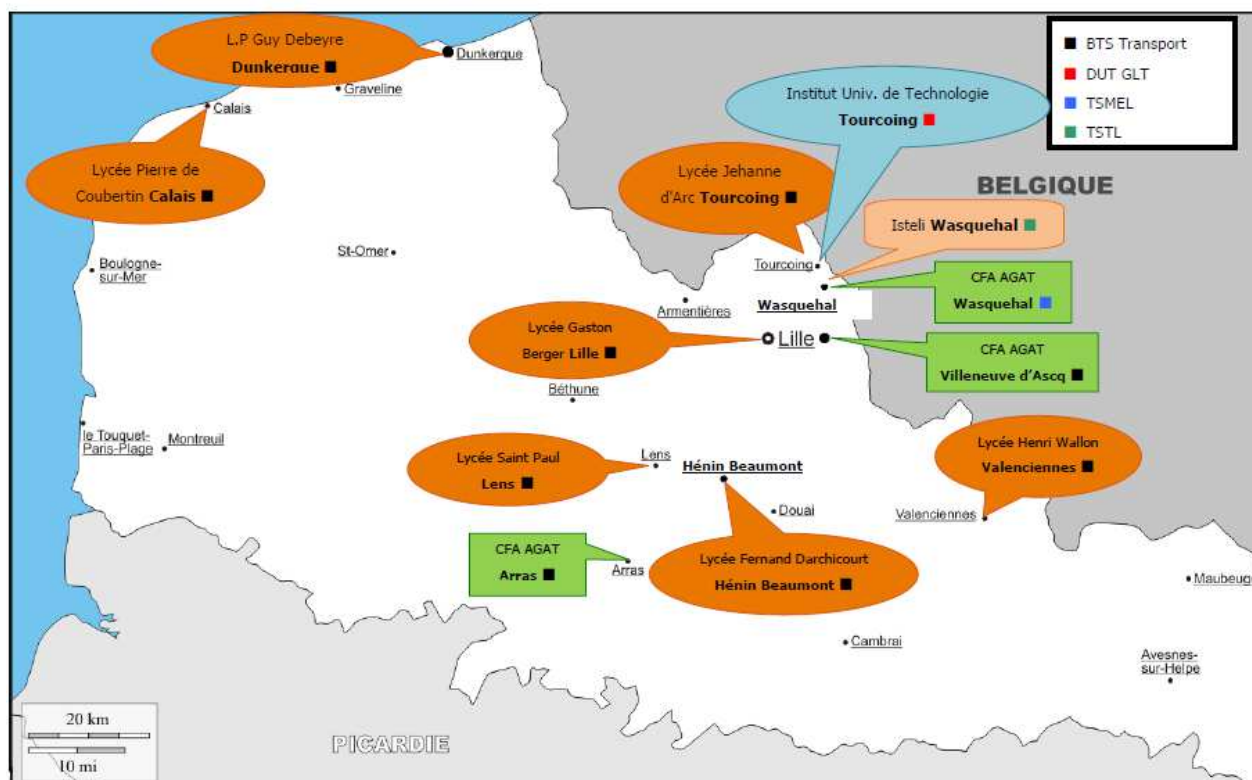 L.P Guy Debeyre
Dunkerque
Dunkerque
Graveline
Calais
Lycée Pierre de
Coubertin Calais
BTS Transport
DUT GLT
TSMEL
TSTL
Institut Univ. de Technologie
Tourcoing
Lycée Jehanne
d'Arc Tourcoing
BELGIQUE
Isteli Wasquehal
St-Omer
Boulogne-
sur-Mer
Tourcoing
CFA AGAT
Wasquehal
Armentières
Wasquehal
Lycée Gaston
Berger Lille
Lille
CFA AGAT
Villeneuve d'Ascq
Béthune
le Touquet-
Paris-Plage
Montreuil
Lycée Saint Paul
Lens
Lens
Hénin Beaumont
Lycée Henri Wallon
Valenciennes
Douai
Valenciennes
CFA AGAT
Arras
Arras
Lycée Fernand Darchicourt
Hénin Beaumont
Maubeuge
Cambrai
Avesnes-
sur-Helpe
20 km
10 mi
PICARDIE